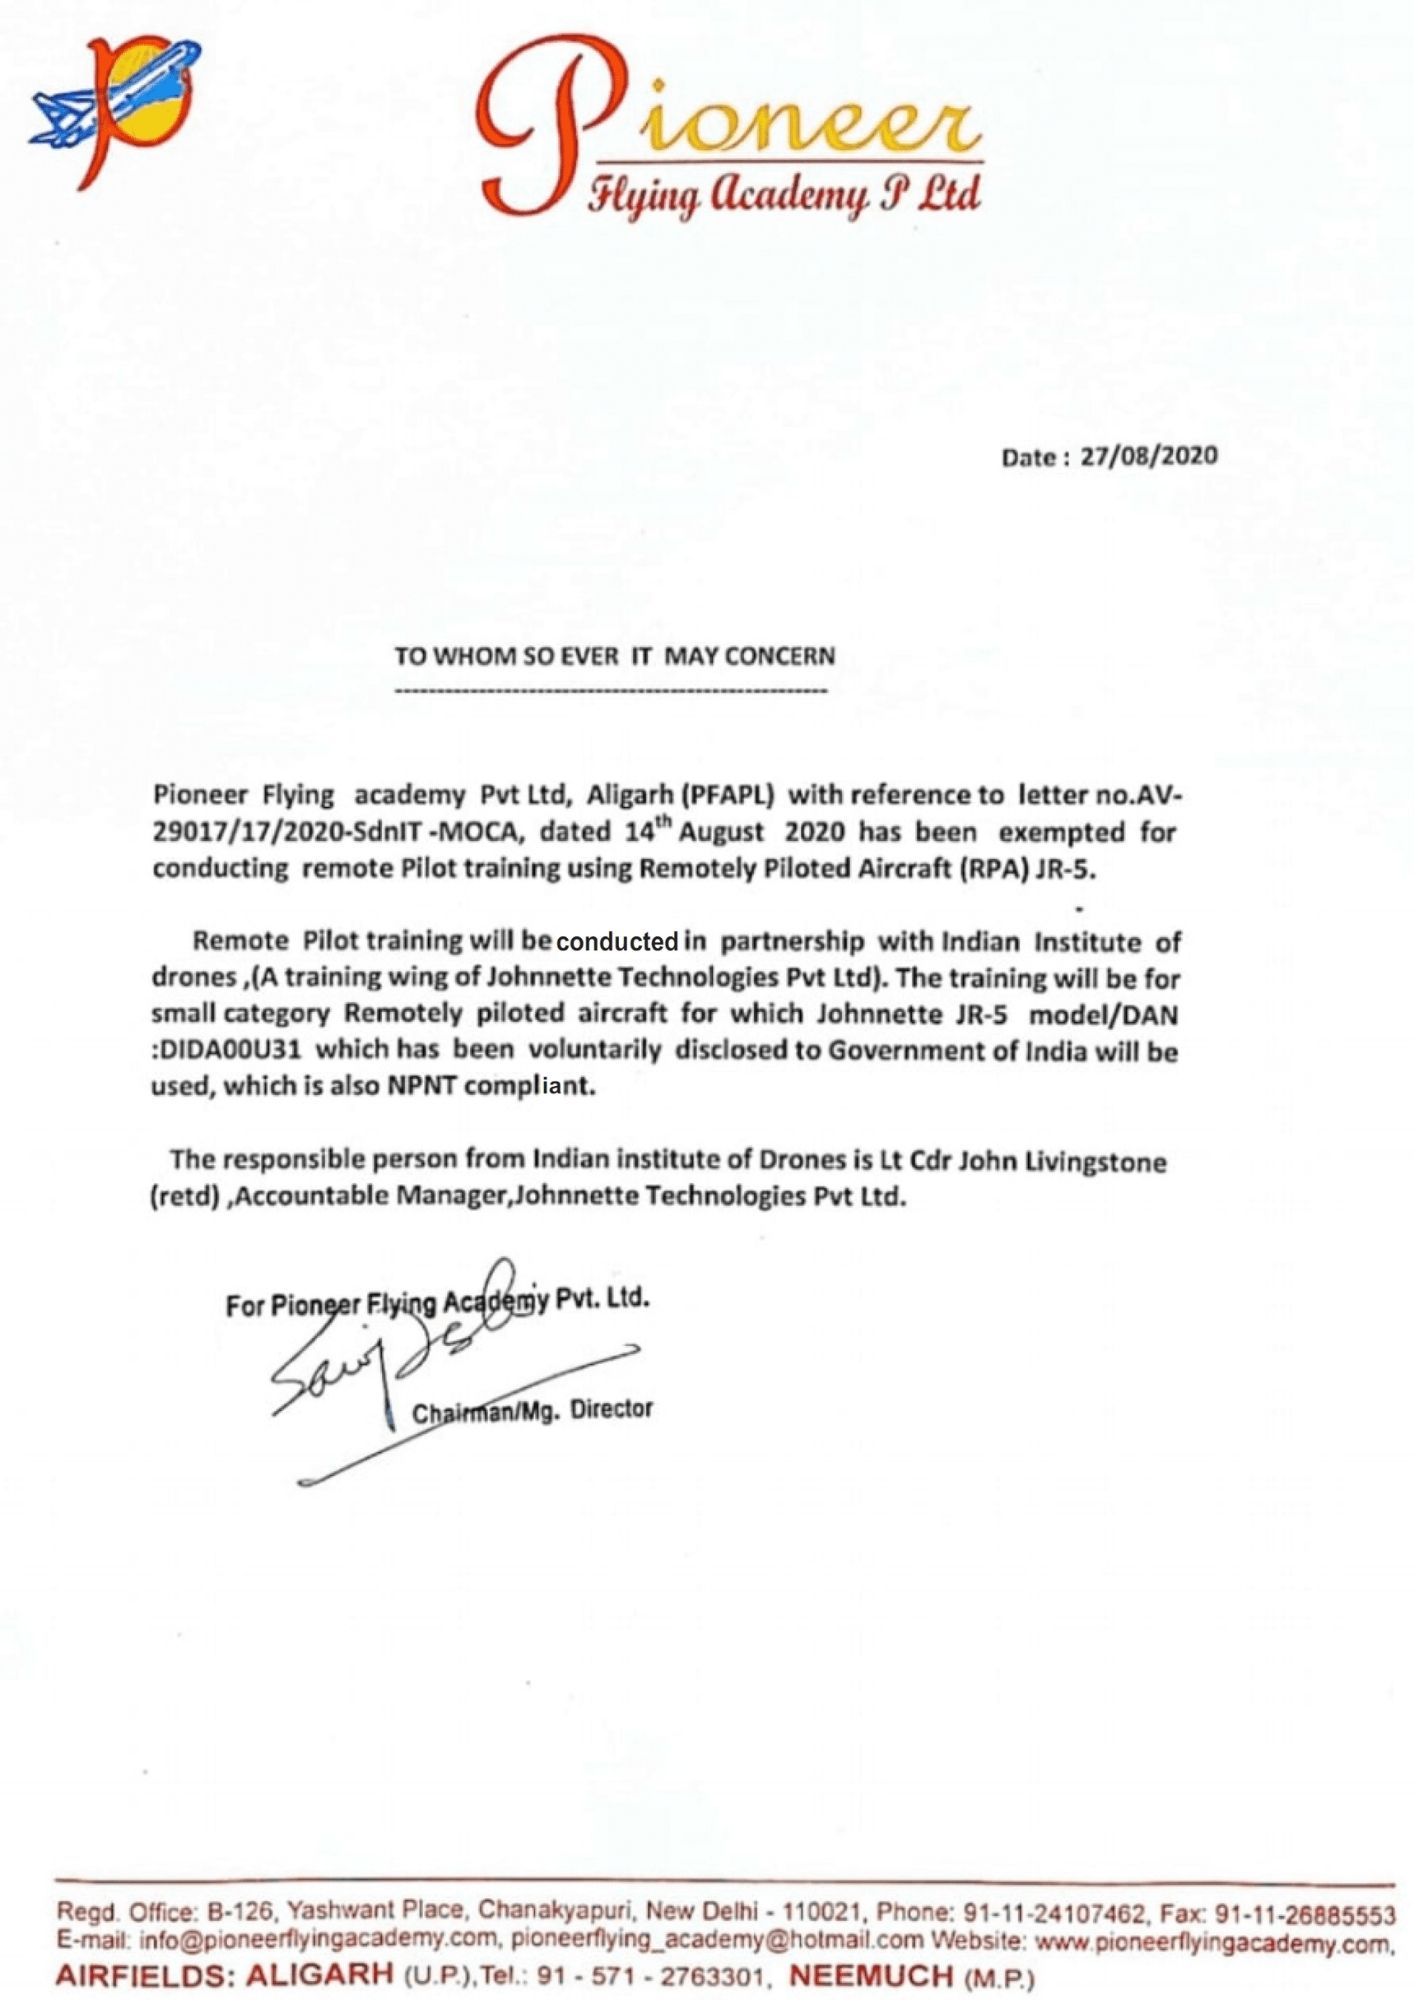 Pioneer
Flying Academy P Ltd
Date : 27/08/2020
TO WHOM SO EVER IT MAY CONCERN
Pioneer Flying academy Pvt Ltd, Aligarh (PFAPL) with reference to letter no.AV-
29017/17/2020-SdnIT -MOCA, dated 14th August 2020 has been exempted for
conducting remote Pilot training using Remotely Piloted Aircraft (RPA) JR-5.
Remote Pilot training will be conducted in partnership with Indian Institute of
drones ,(A training wing of Johnnette Technologies Pvt Ltd). The training will be for
small category Remotely piloted aircraft for which Johnnette JR-5 model/DAN
:DIDA00U31 which has been voluntarily disclosed to Government of India will be
used, which is also NPNT compliant.
The responsible person from Indian institute of Drones is Lt Cdr John Livingstone
(retd) ,Accountable Manager,Johnnette Technologies Pvt Ltd.
For Pioneer Flying Academy Pvt. Ltd.
Chairman/Mg. Director
Regd. Office: B-126, Yashwant Place, Chanakyapuri, New Delhi - 110021, Phone: 91-11-24107462, Fax: 91-11-26885553
E-mail: info@pioneerflyingacademy.com, pioneerflying_academy@hotmail.com Website: www.pioneerflyingacademy.com,
AIRFIELDS: ALIGARH (U.P.),Tel.: 91 - 571 - 2763301, NEEMUCH (M.P.)